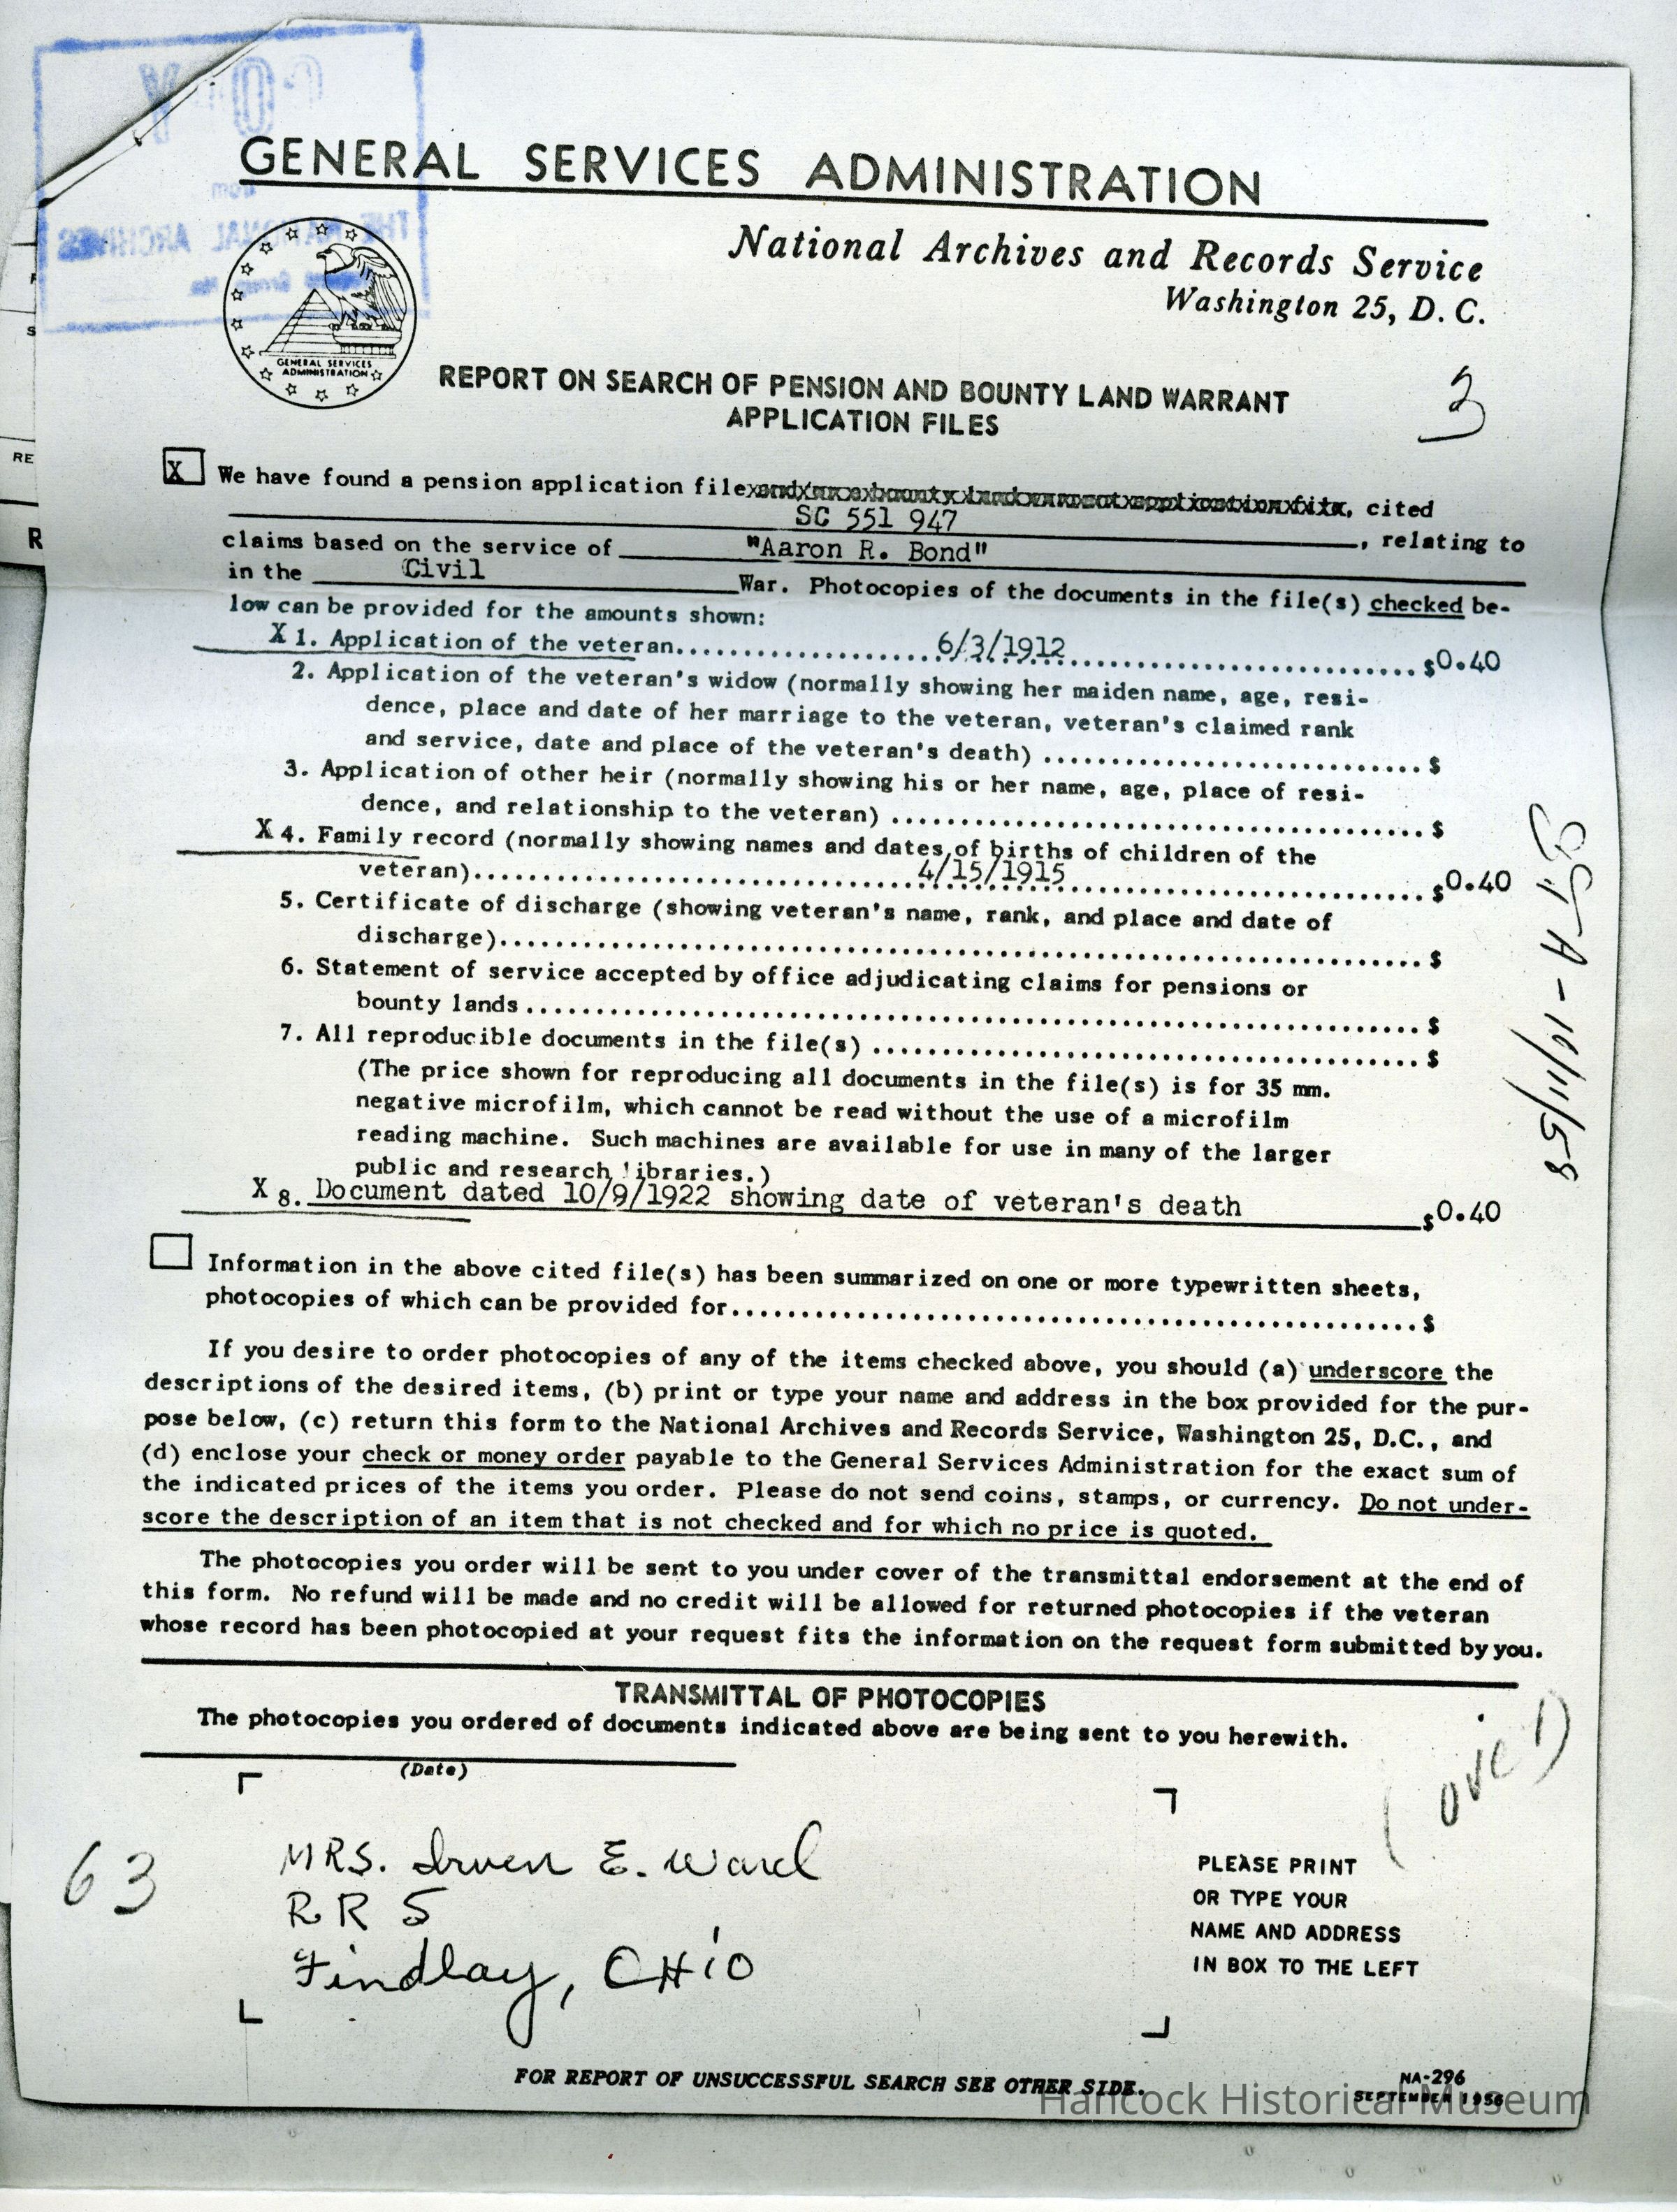 COPY
from
THE NATIONAL ARCHIVES
GENERAL SERVICES ADMINISTRATION
National Archives and Records Service
Washington 25, D. C.
GENERAL SERVICES
ADMINISTRATION
REPORT ON SEARCH OF PENSION AND BOUNTY LAND WARRANT
APPLICATION FILES
3
X We have found a pension application file and/or a bounty land warrant application file, cited
SC 551 947
claims based on the service of "Aaron R. Bond", relating to
in the Civil War. Photocopies of the documents in the file(s) checked be-
low can be provided for the amounts shown:
X 1. Application of the veteran.......... 6/3/1912 .......... $0.40
2. Application of the veteran's widow (normally showing her maiden name, age, resi-
dence, place and date of her marriage to the veteran, veteran's claimed rank
and service, date and place of the veteran's death) .......... $
3. Application of other heir (normally showing his or her name, age, place of resi-
dence, and relationship to the veteran) .......... $
X 4. Family record (normally showing names and dates of births of children of the
veteran).......... 4/15/1915 .......... $0.40
5. Certificate of discharge (showing veteran's name, rank, and place and date of
discharge).......... $
6. Statement of service accepted by office adjudicating claims for pensions or
bounty lands .......... $
7. All reproducible documents in the file(s) .......... $
(The price shown for reproducing all documents in the file(s) is for 35 mm.
negative microfilm, which cannot be read without the use of a microfilm
reading machine. Such machines are available for use in many of the larger
public and research libraries.)
X 8. Document dated 10/9/1922 showing date of veteran's death $0.40
Information in the above cited file(s) has been summarized on one or more typewritten sheets,
photocopies of which can be provided for.......... $
If you desire to order photocopies of any of the items checked above, you should (a) underscore the
descriptions of the desired items, (b) print or type your name and address in the box provided for the pur-
pose below, (c) return this form to the National Archives and Records Service, Washington 25, D.C., and
(d) enclose your check or money order payable to the General Services Administration for the exact sum of
the indicated prices of the items you order. Please do not send coins, stamps, or currency. Do not under-
score the description of an item that is not checked and for which no price is quoted.
The photocopies you order will be sent to you under cover of the transmittal endorsement at the end of
this form. No refund will be made and no credit will be allowed for returned photocopies if the veteran
whose record has been photocopied at your request fits the information on the request form submitted by you.
TRANSMITTAL OF PHOTOCOPIES
The photocopies you ordered of documents indicated above are being sent to you herewith.
(Date)
(over)
63
MRS. Irven E. Ward
RR 5
Findlay, OHiO
PLEASE PRINT
OR TYPE YOUR
NAME AND ADDRESS
IN BOX TO THE LEFT
FOR REPORT OF UNSUCCESSFUL SEARCH SEE OTHER SIDE.
NA-296
SEPTEMBER 1956
Hancock Historical Museum